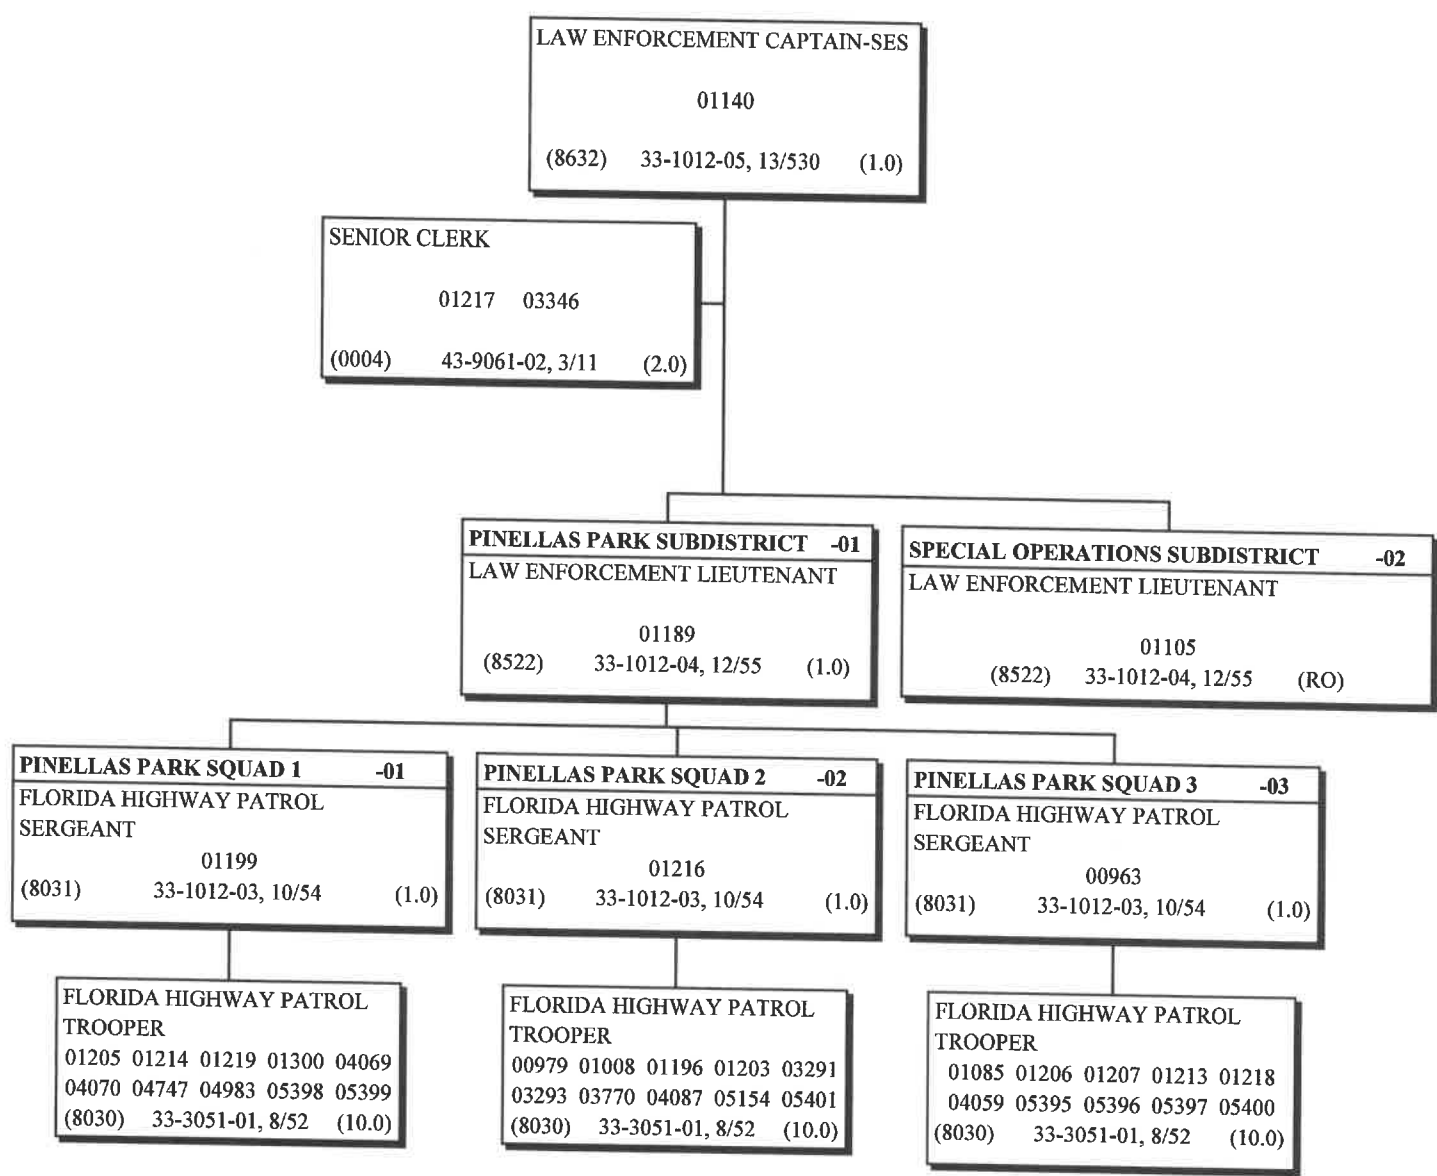 LAW ENFORCEMENT CAPTAIN-SES
01140
(8632) 33-1012-05, 13/530 (1.0)
SENIOR CLERK
01217 03346
(0004) 43-9061-02, 3/11 (2.0)
PINELLAS PARK SUBDISTRICT -01
LAW ENFORCEMENT LIEUTENANT
01189
(8522) 33-1012-04, 12/55 (1.0)
SPECIAL OPERATIONS SUBDISTRICT -02
LAW ENFORCEMENT LIEUTENANT
01105
(8522) 33-1012-04, 12/55 (RO)
PINELLAS PARK SQUAD 1 -01
FLORIDA HIGHWAY PATROL
SERGEANT
01199
(8031) 33-1012-03, 10/54 (1.0)
PINELLAS PARK SQUAD 2 -02
FLORIDA HIGHWAY PATROL
SERGEANT
01216
(8031) 33-1012-03, 10/54 (1.0)
PINELLAS PARK SQUAD 3 -03
FLORIDA HIGHWAY PATROL
SERGEANT
00963
(8031) 33-1012-03, 10/54 (1.0)
FLORIDA HIGHWAY PATROL
TROOPER
01205 01214 01219 01300 04069
04070 04747 04983 05398 05399
(8030) 33-3051-01, 8/52 (10.0)
FLORIDA HIGHWAY PATROL
TROOPER
00979 01008 01196 01203 03291
03293 03770 04087 05154 05401
(8030) 33-3051-01, 8/52 (10.0)
FLORIDA HIGHWAY PATROL
TROOPER
01085 01206 01207 01213 01218
04059 05395 05396 05397 05400
(8030) 33-3051-01, 8/52 (10.0)